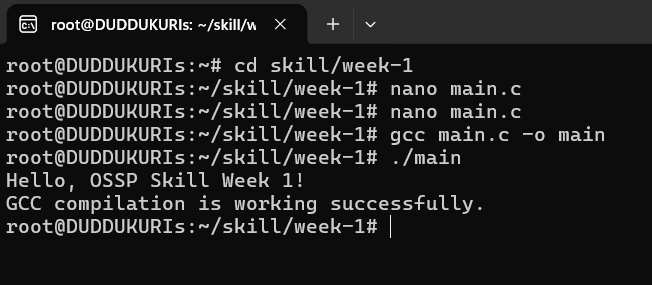 root@DUDDUKURIs: ~/skill/w
root@DUDDUKURIs:~# cd skill/week-1
root@DUDDUKURIs:~/skill/week-1# nano main.c
root@DUDDUKURIs:~/skill/week-1# nano main.c
root@DUDDUKURIs:~/skill/week-1# gcc main.c -o main
root@DUDDUKURIs:~/skill/week-1# ./main
Hello, OSSP Skill Week 1!
GCC compilation is working successfully.
root@DUDDUKURIs:~/skill/week-1#